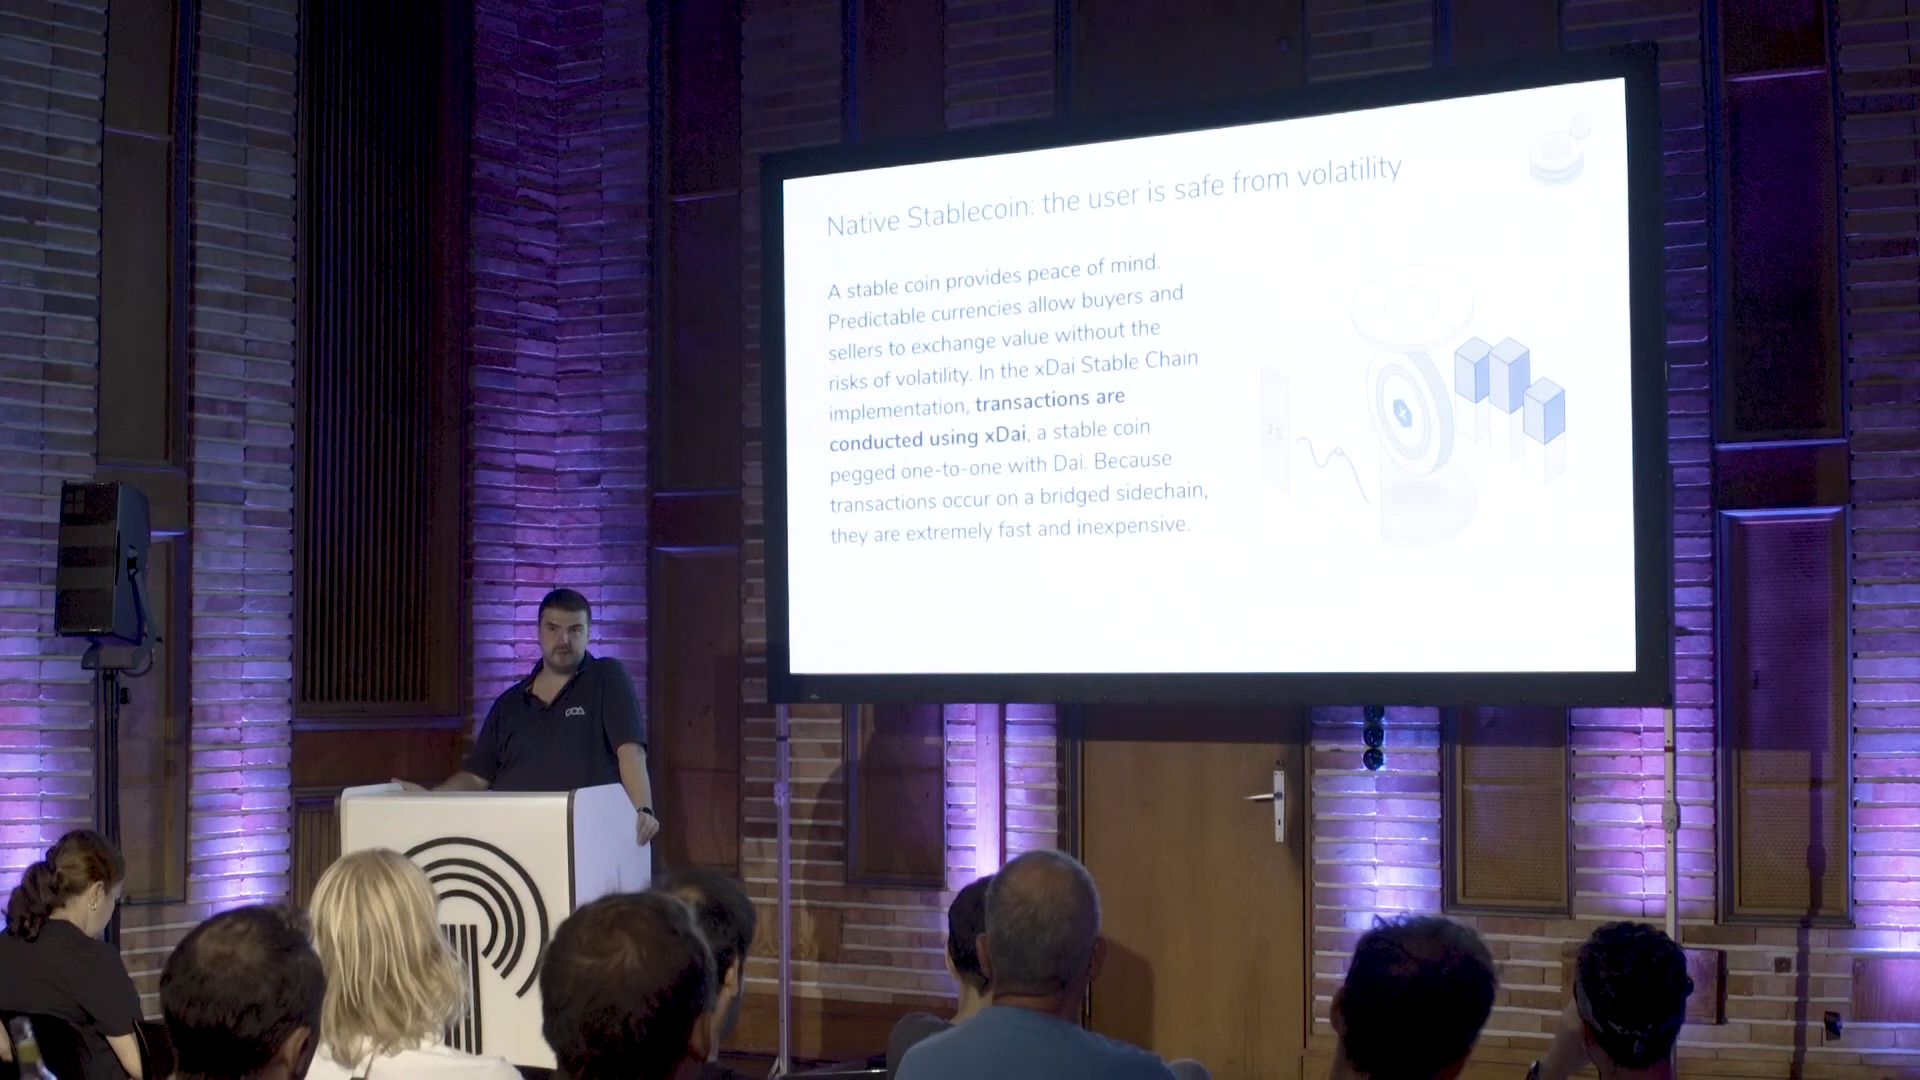 Native Stablecoin: the user is safe from volatility
A stable coin provides peace of mind.
Predictable currencies allow buyers and
sellers to exchange value without the
risks of volatility. In the xDai Stable Chain
implementation, transactions are
conducted using xDai, a stable coin
pegged one-to-one with Dai. Because
transactions occur on a bridged sidechain,
they are extremely fast and inexpensive.
POA